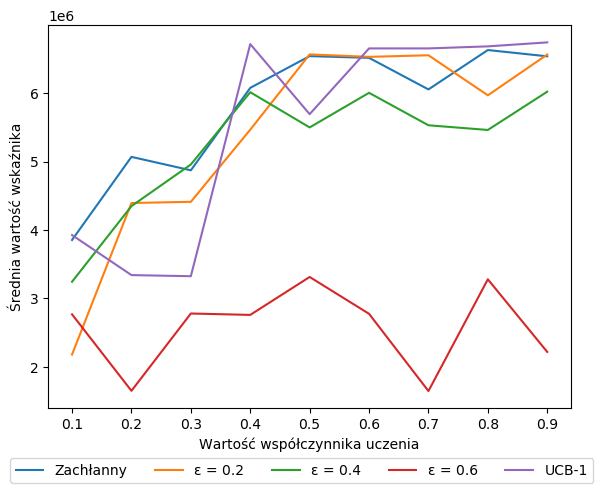 1e6
6
5
4
3
2
Średnia wartość wskaźnika
0.1 0.2 0.3 0.4 0.5 0.6 0.7 0.8 0.9
Wartość współczynnika uczenia
Zachłanny ε = 0.2 ε = 0.4 ε = 0.6 UCB-1